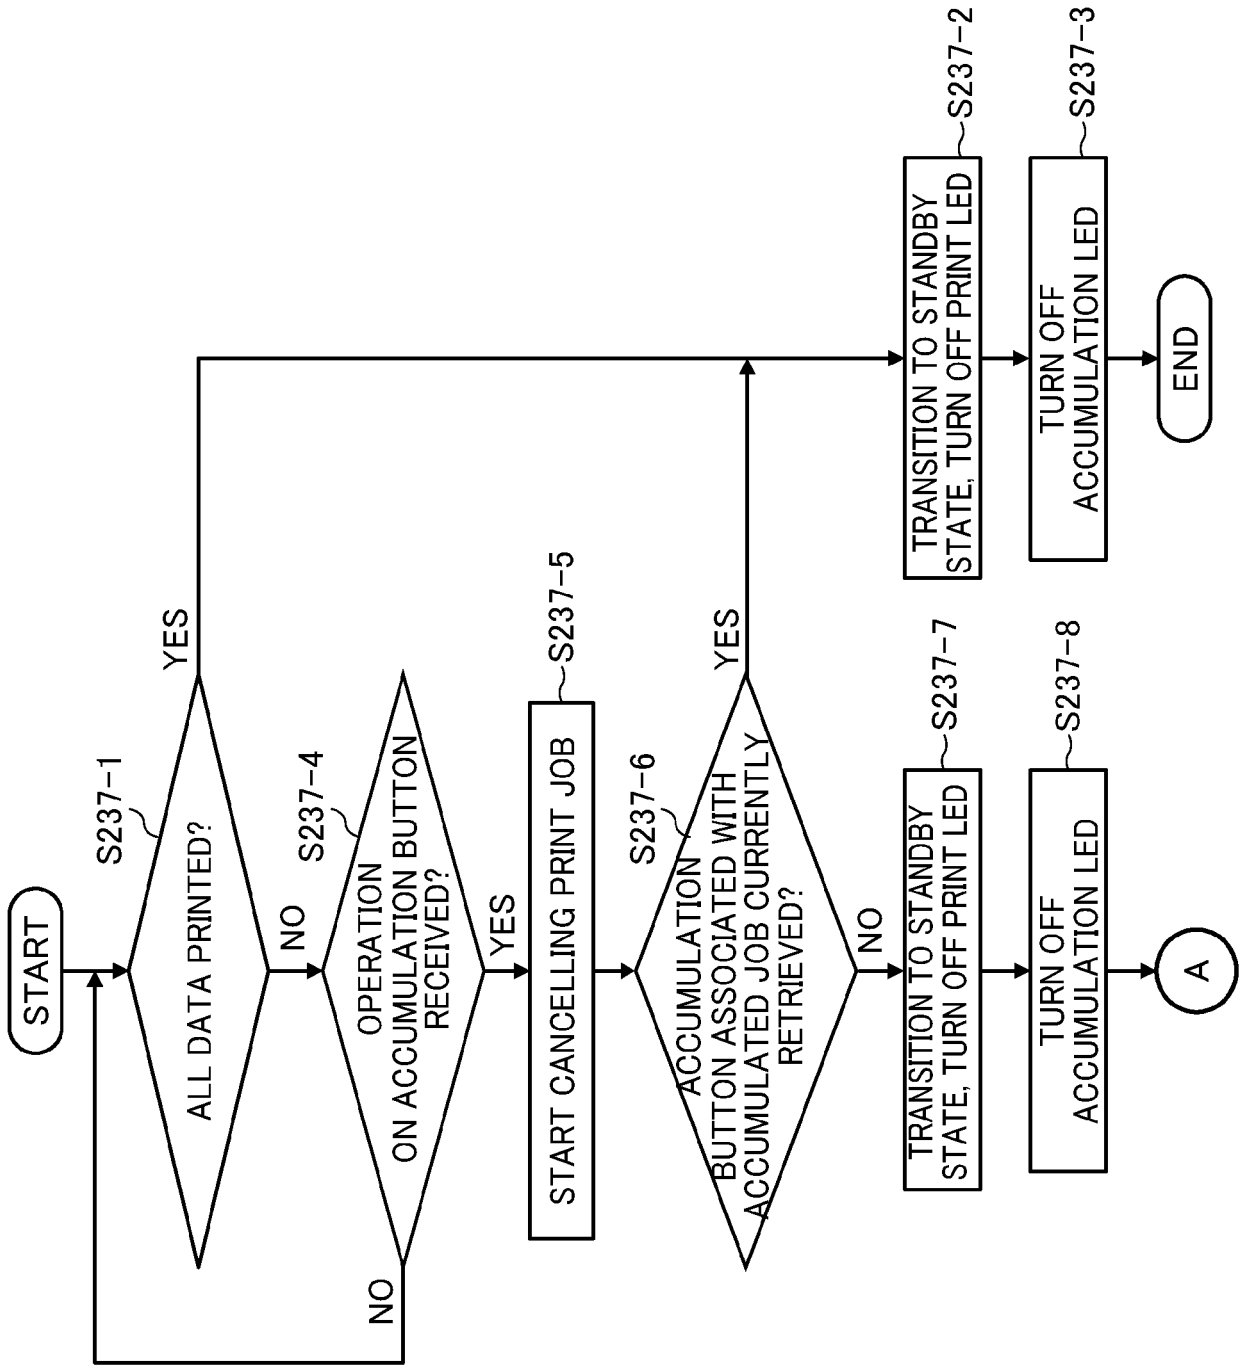 START
S237-1
ALL DATA PRINTED?
YES
NO
S237-4
OPERATION
ON ACCUMULATION BUTTON
RECEIVED?
NO
YES
S237-5
START CANCELLING PRINT JOB
S237-6
ACCUMULATION
BUTTON ASSOCIATED WITH
ACCUMULATED JOB CURRENTLY
RETRIEVED?
YES
NO
S237-7
TRANSITION TO STANDBY
STATE, TURN OFF PRINT LED
S237-2
TRANSITION TO STANDBY
STATE, TURN OFF PRINT LED
S237-8
TURN OFF
ACCUMULATION LED
S237-3
TURN OFF
ACCUMULATION LED
A
END